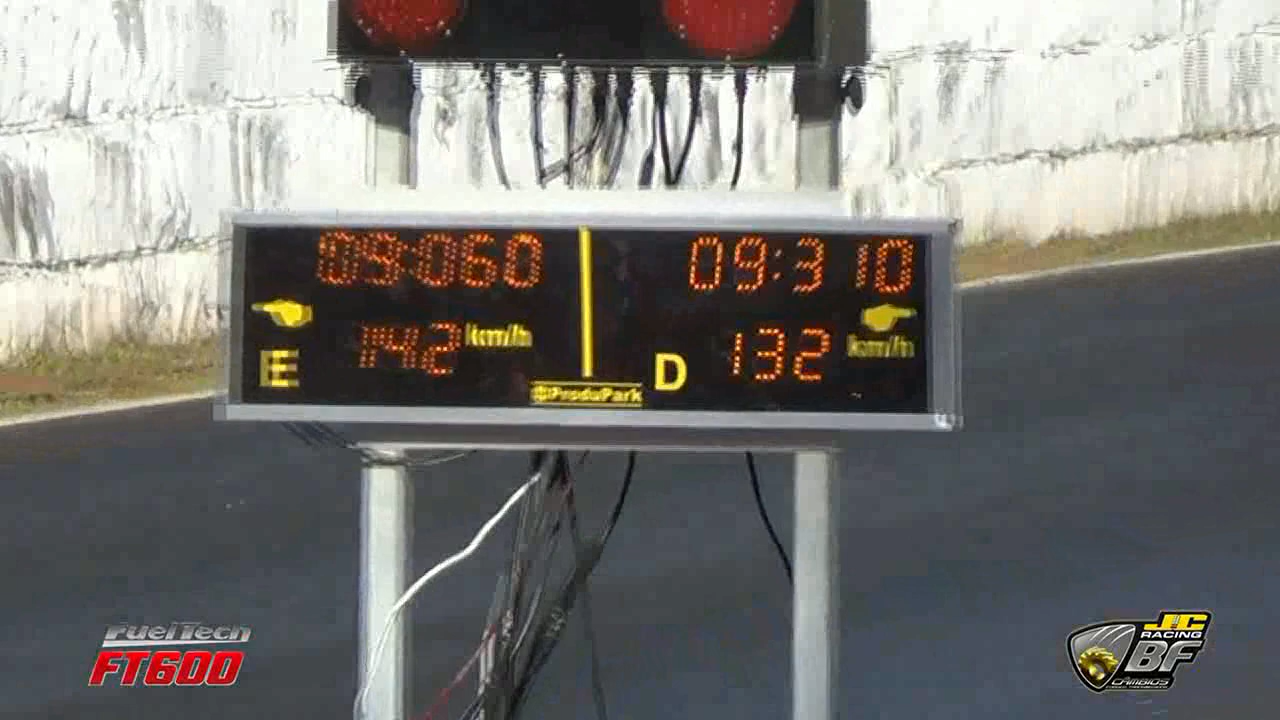 09:060
09:310
142 km/h
132 km/h
E
D
ProduPark
FuelTech
FT600
JC
RACING
BF
CÂMBIOS